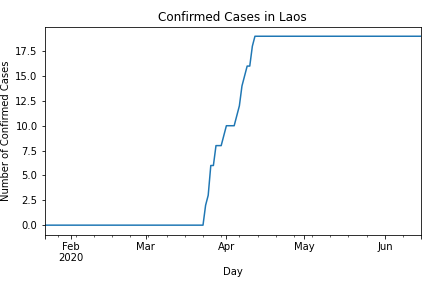 Confirmed Cases in Laos
Number of Confirmed Cases
17.5
15.0
12.5
10.0
7.5
5.0
2.5
0.0
Feb Mar Apr May Jun
2020
Day